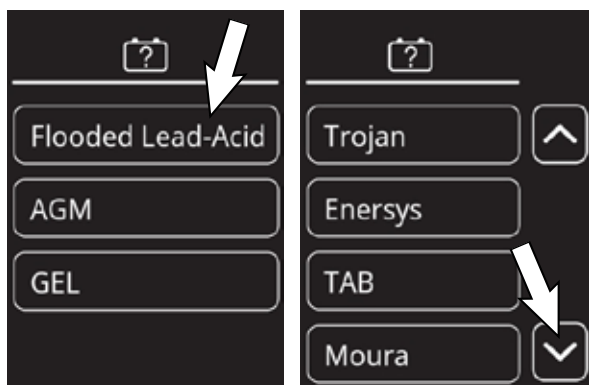 ?
Flooded Lead-Acid
AGM
GEL
?
Trojan
Enersys
TAB
Moura